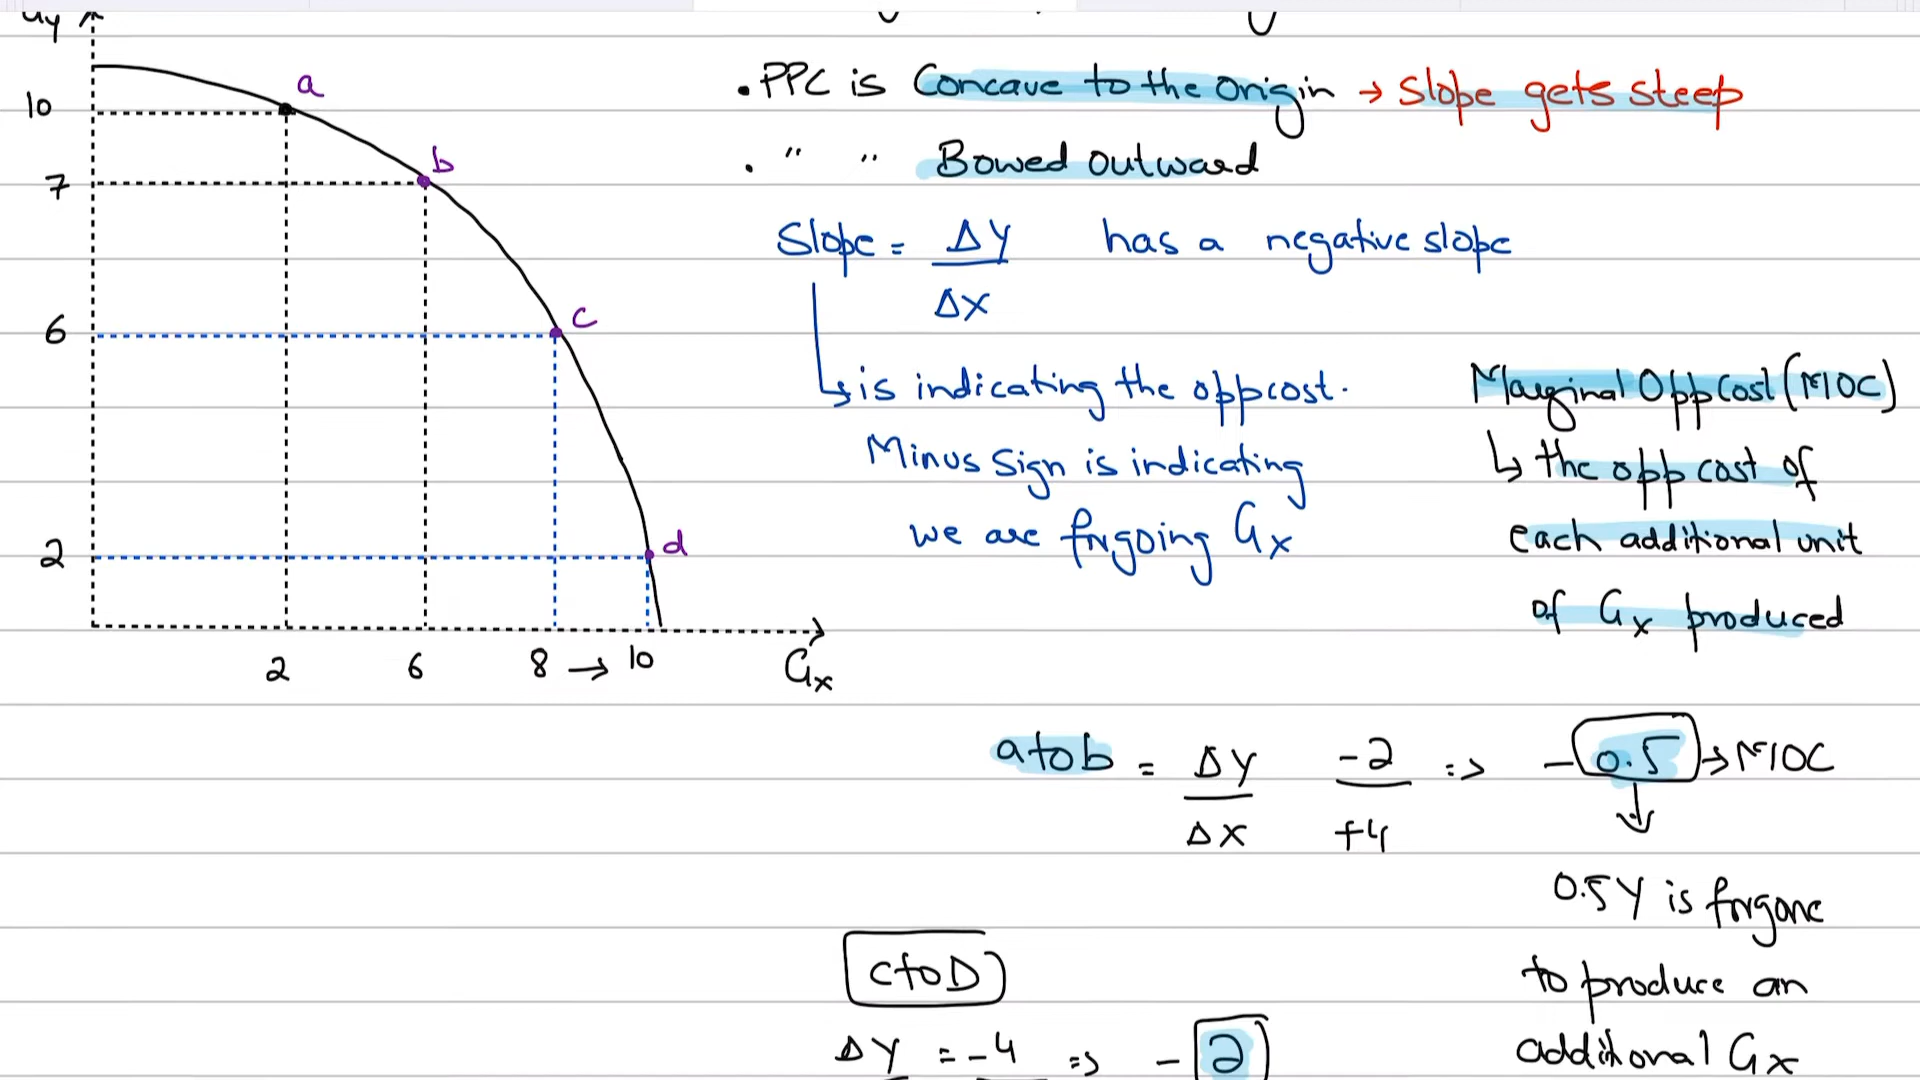 Gy
a
10
b
7
c
6
d
2
2 6 8 → 10 Gx
. PPC is Concave to the Origin → Slope gets steep
. " " Bowed Outward
Slope = ΔY/ΔX has a negative slope
↳ is indicating the opp cost.
Minus Sign is indicating
we are forgoing Gx
Marginal Opp Cost (MOC)
↳ the opp cost of
each additional unit
of Gx produced
a to b = ΔY/ΔX -2/+4 => - 0.5 → MOC
↓
0.5Y is forgone
to produce an
additional Gx
C to D
ΔY = -4 => - 2